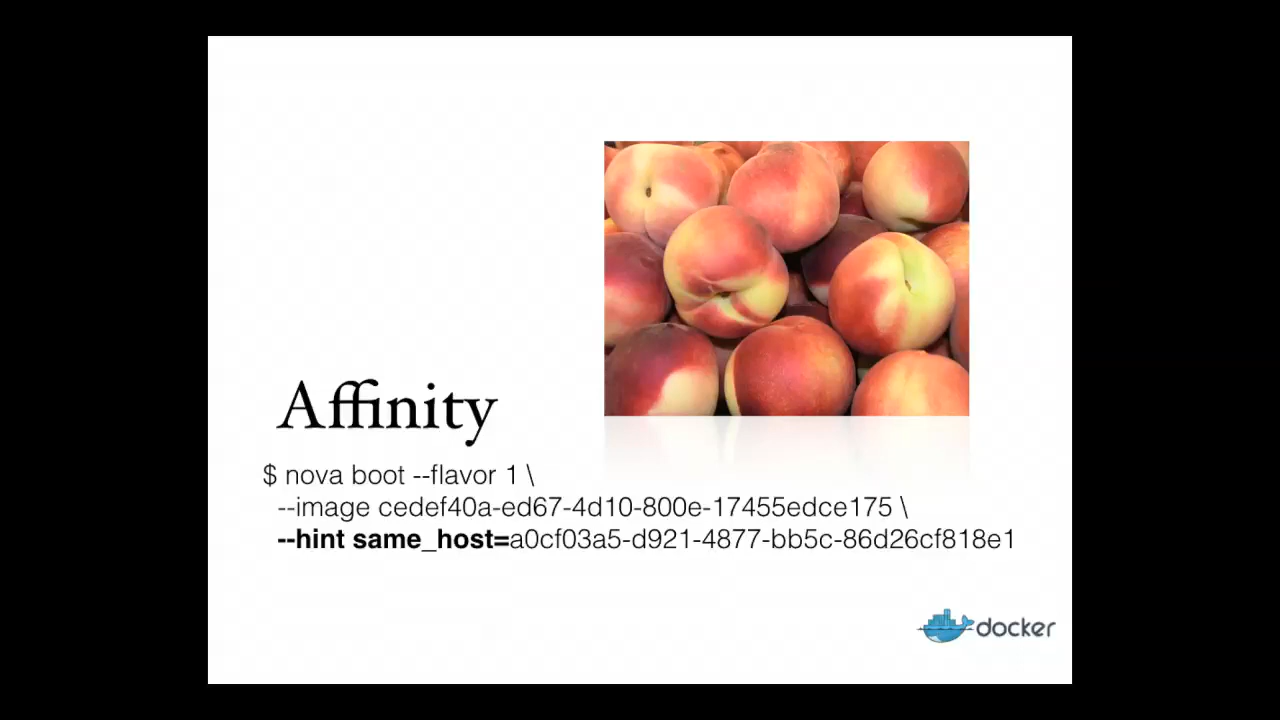 Affinity
$ nova boot --flavor 1 \
--image cedef40a-ed67-4d10-800e-17455edce175 \
--hint same_host=a0cf03a5-d921-4877-bb5c-86d26cf818e1
docker